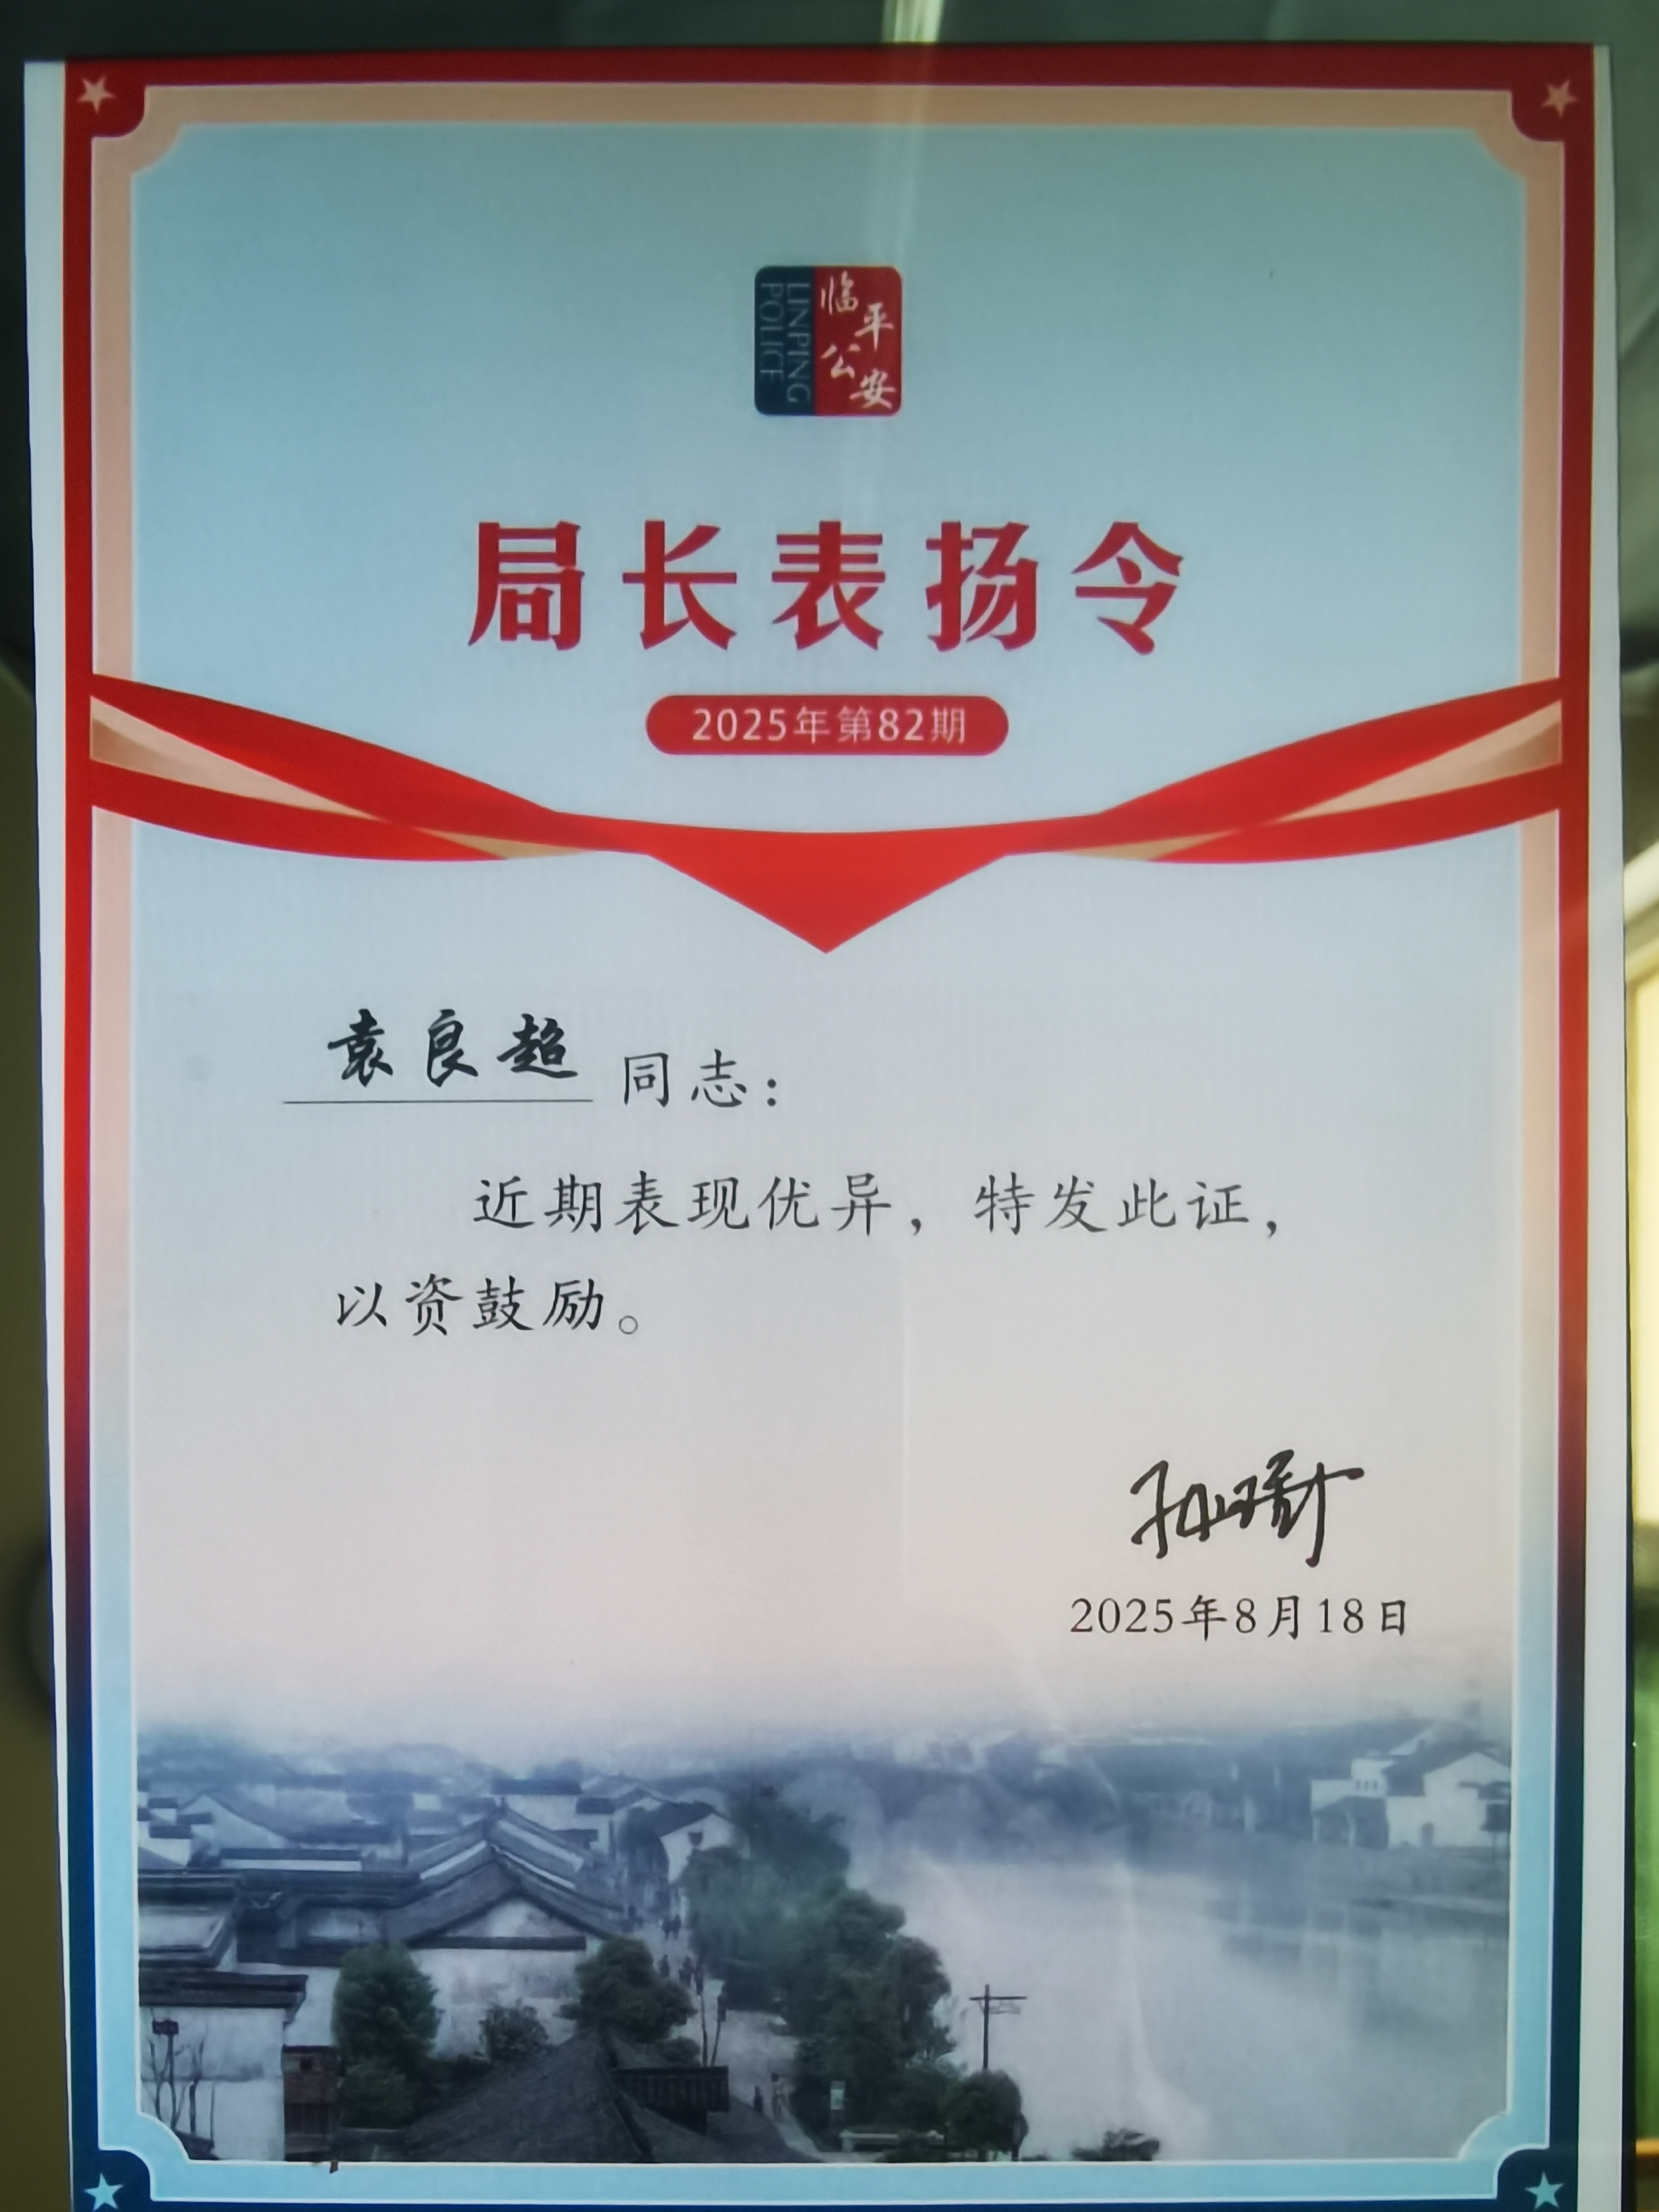 临平公安
LINPING
POLICE
局长表扬令
2025年第82期
袁良超 同志：
近期表现优异，特发此证，
以资鼓励。
2025年8月18日